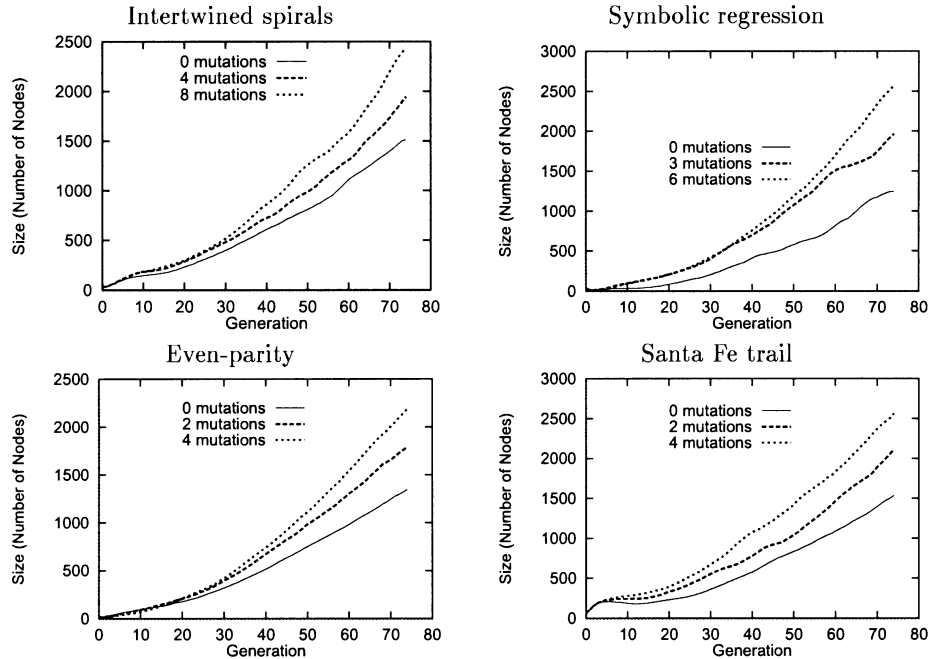 Intertwined spirals
Size (Number of Nodes)
2500
2000
1500
1000
500
0
0 mutations
4 mutations
8 mutations
0 10 20 30 40 50 60 70 80
Generation
Symbolic regression
Size (Number of Nodes)
3000
2500
2000
1500
1000
500
0
0 mutations
3 mutations
6 mutations
0 10 20 30 40 50 60 70 80
Generation
Even-parity
Size (Number of Nodes)
2500
2000
1500
1000
500
0
0 mutations
2 mutations
4 mutations
0 10 20 30 40 50 60 70 80
Generation
Santa Fe trail
Size (Number of Nodes)
3000
2500
2000
1500
1000
500
0
0 mutations
2 mutations
4 mutations
0 10 20 30 40 50 60 70 80
Generation